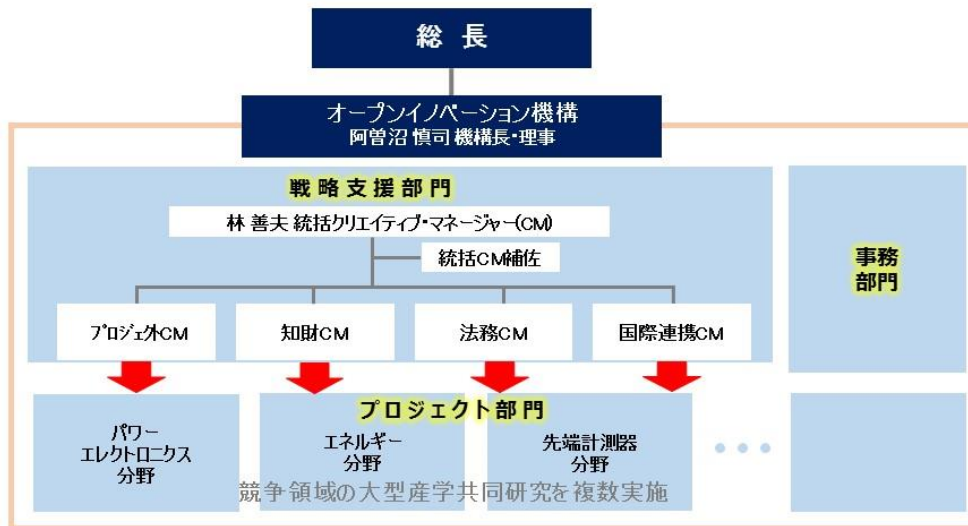 総長
オープンイノベーション機構
阿曽沼 慎司 機構長・理事
戦略支援部門
林 善夫 統括クリエイティブ・マネージャー(CM)
統括CM補佐
プロジェクトCM
知財CM
法務CM
国際連携CM
事務
部門
プロジェクト部門
パワー
エレクトロニクス
分野
エネルギー
分野
先端計測器
分野
競争領域の大型産学共同研究を複数実施